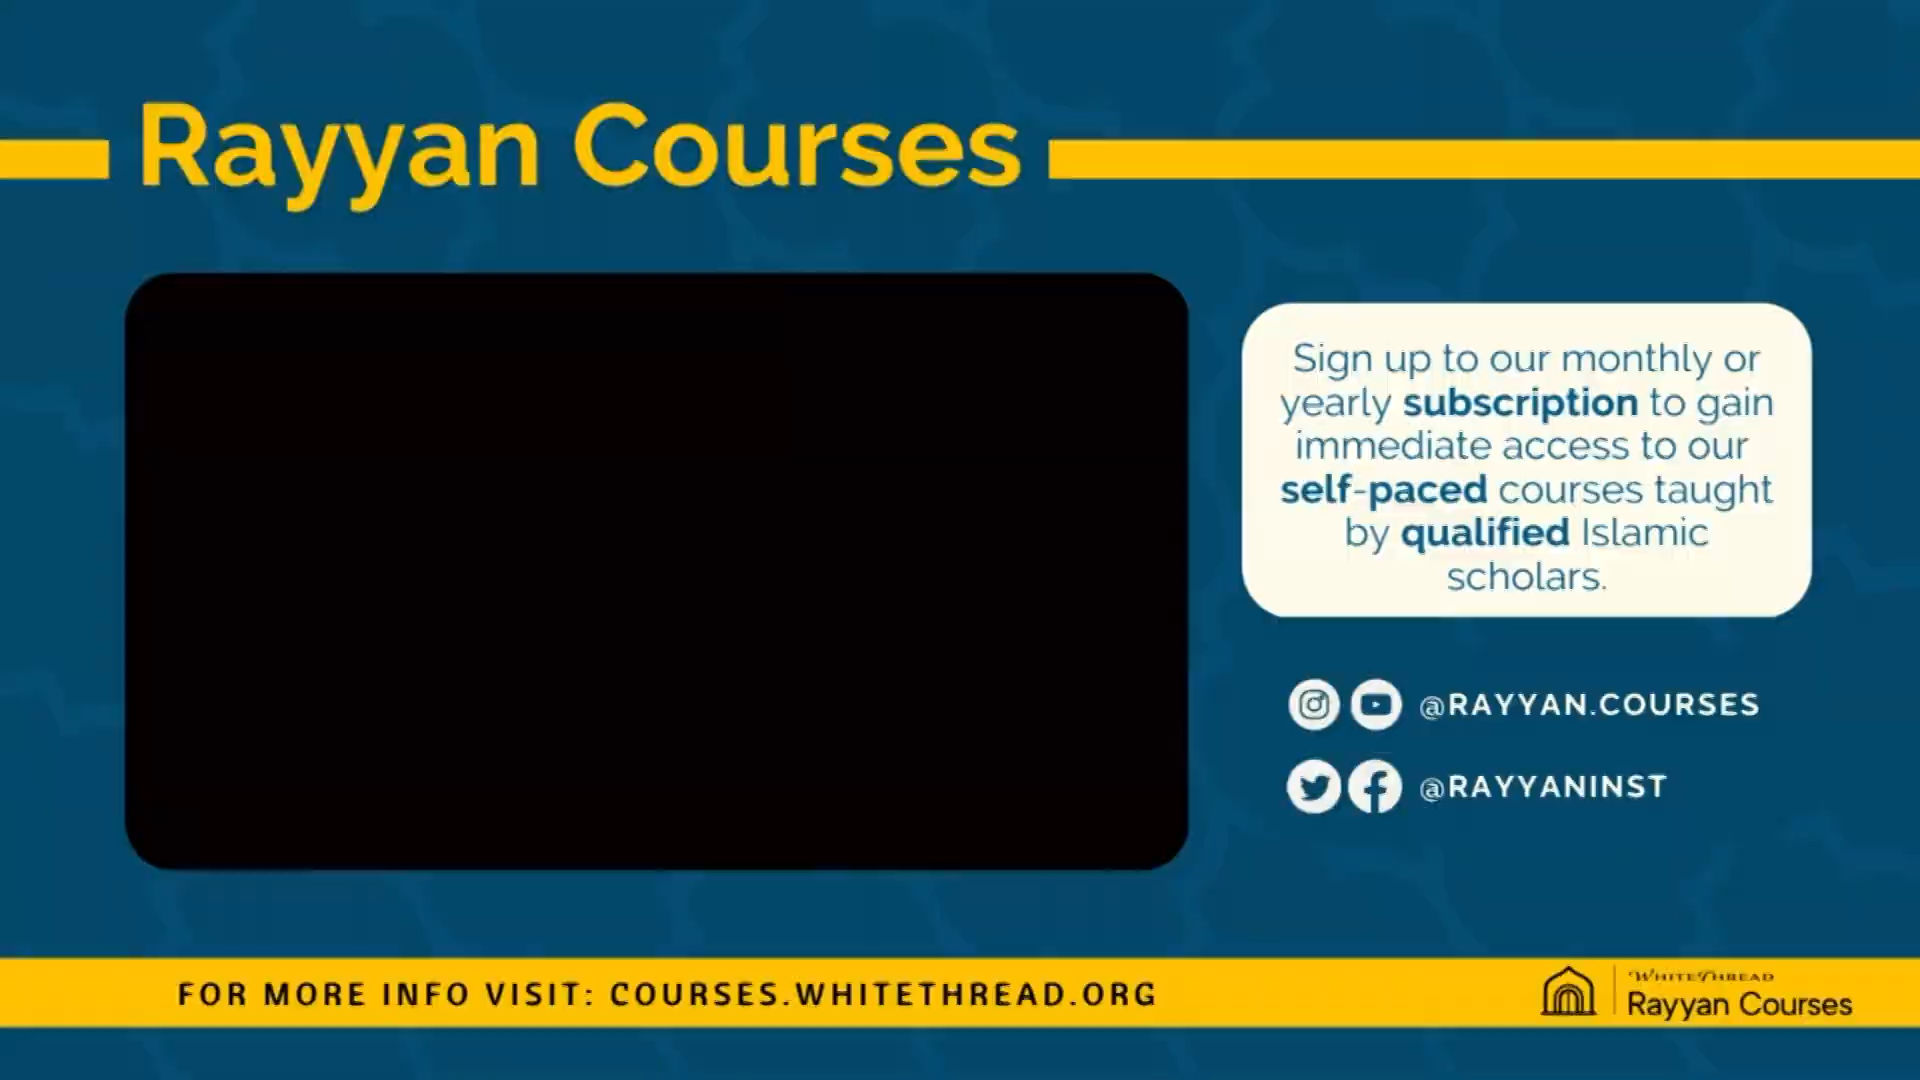 Rayyan Courses
Sign up to our monthly or
yearly subscription to gain
immediate access to our
self-paced courses taught
by qualified Islamic
scholars.
@RAYYAN.COURSES
@RAYYANINST
FOR MORE INFO VISIT: COURSES.WHITETHREAD.ORG
WHITETHREAD
Rayyan Courses